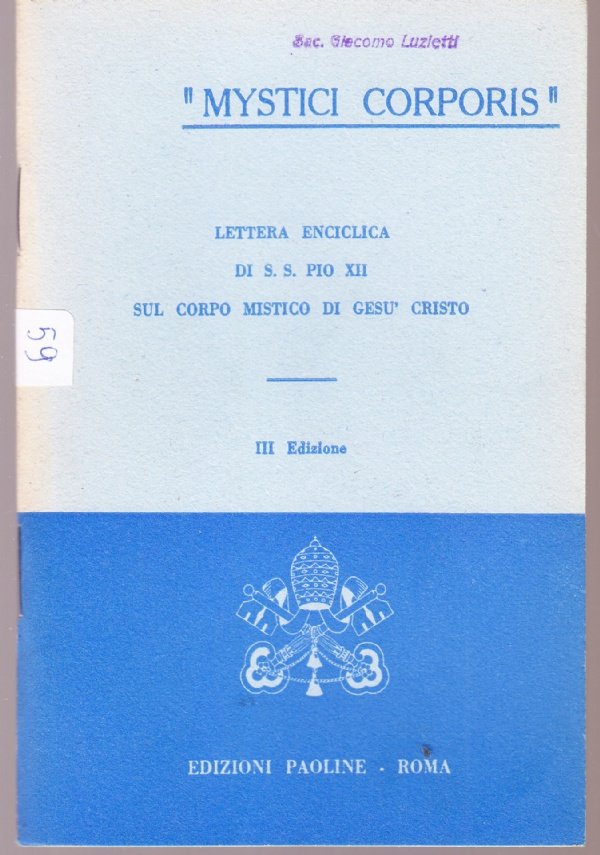 Sac. Giacomo Luzietti
"MYSTICI CORPORIS"
LETTERA ENCICLICA
DI S. S. PIO XII
SUL CORPO MISTICO DI GESU' CRISTO
59
III Edizione
EDIZIONI PAOLINE - ROMA